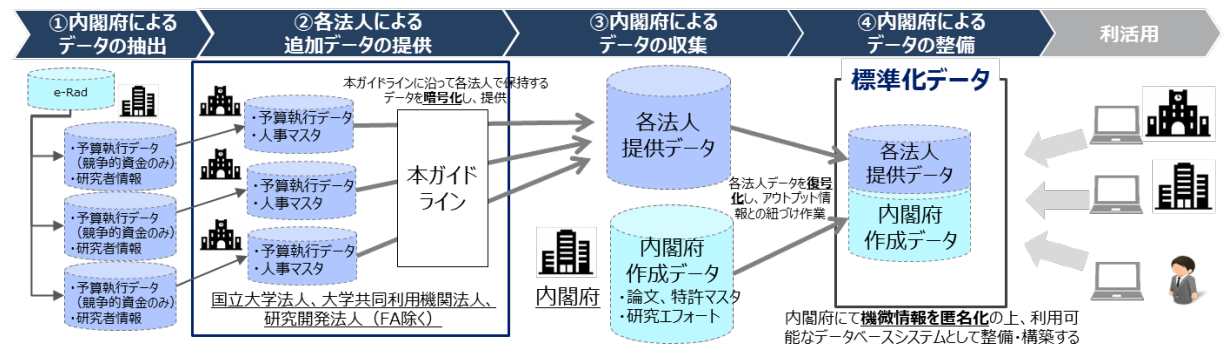 ①内閣府による
データの抽出
②各法人による
追加データの提供
③内閣府による
データの収集
④内閣府による
データの整備
利活用
e-Rad
・予算執行データ
(競争的資金のみ)
・研究者情報
・予算執行データ
(競争的資金のみ)
・研究者情報
・予算執行データ
(競争的資金のみ)
・研究者情報
本ガイドラインに沿って各法人で保持する
データを暗号化し、提供
・予算執行データ
・人事マスタ
・予算執行データ
・人事マスタ
・予算執行データ
・人事マスタ
本ガイド
ライン
国立大学法人、大学共同利用機関法人、
研究開発法人（FA除く）
各法人
提供データ
内閣府
内閣府
作成データ
・論文、特許マスタ
・研究エフォート
各法人データを復号
化し、アウトプット情
報との紐づけ作業
標準化データ
各法人
提供データ
内閣府
作成データ
内閣府にて機微情報を匿名化の上、利用可
能なデータベースシステムとして整備・構築する